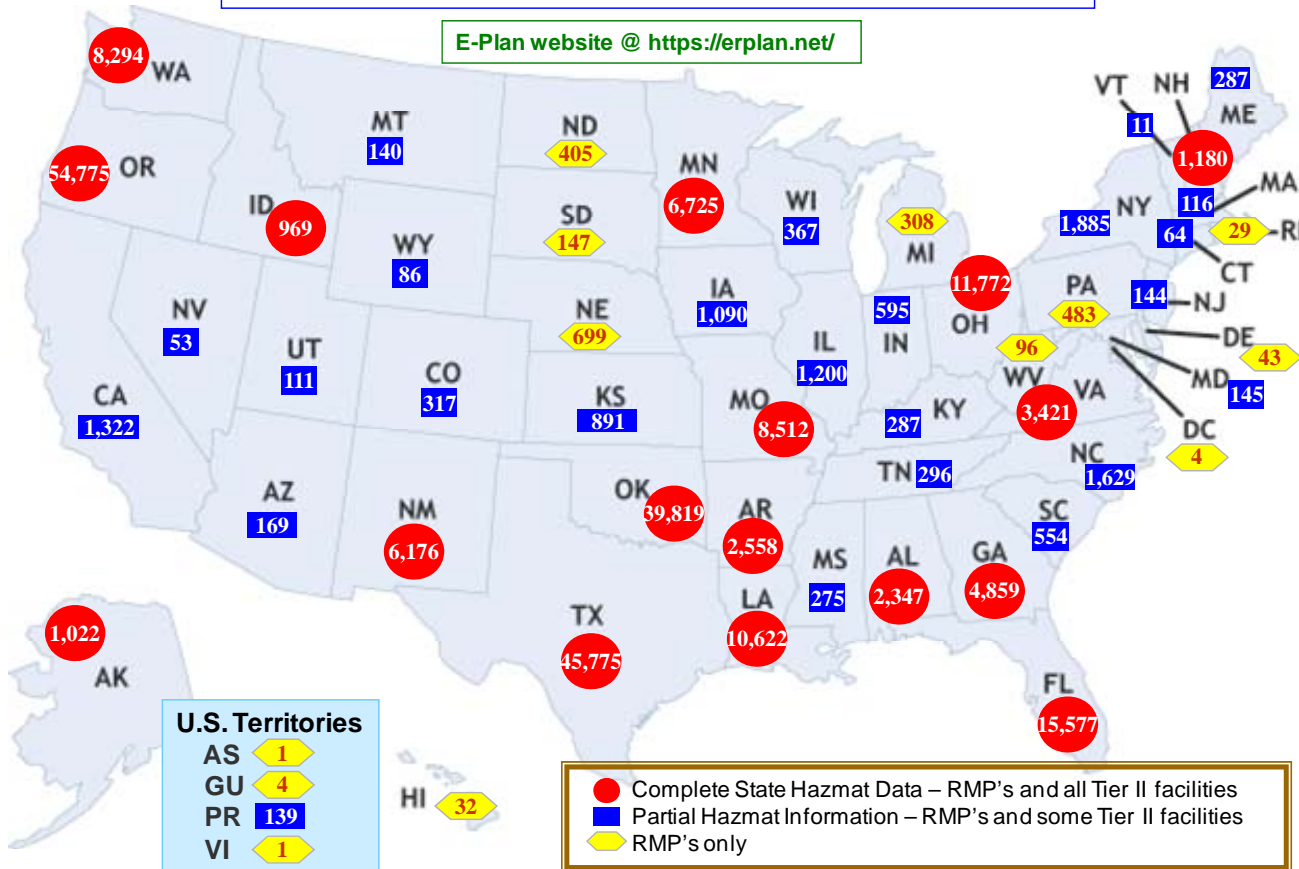 E-Plan website @ https://erplan.net/
8,294
WA
MT
140
ND
405
MN
6,725
VT
NH
287
ME
11
1,180
54,775
OR
ID
969
WY
86
SD
147
WI
367
308
MI
NY
1,885
MA
116
64
29
CT
NV
53
UT
111
CO
317
NE
699
IA
1,090
IL
1,200
595
IN
11,772
OH
PA
483
144
NJ
DE
43
MD
145
DC
4
96
WV
VA
3,421
CA
1,322
KS
891
MO
8,512
KY
287
TN
296
NC
1,629
SC
554
AZ
169
NM
6,176
OK
39,819
AR
2,558
MS
275
AL
2,347
GA
4,859
LA
10,622
TX
45,775
FL
15,577
1,022
AK
HI
32
U.S. Territories
AS 1
GU 4
PR 139
VI 1
Complete State Hazmat Data – RMP's and all Tier II facilities
Partial Hazmat Information – RMP's and some Tier II facilities
RMP's only